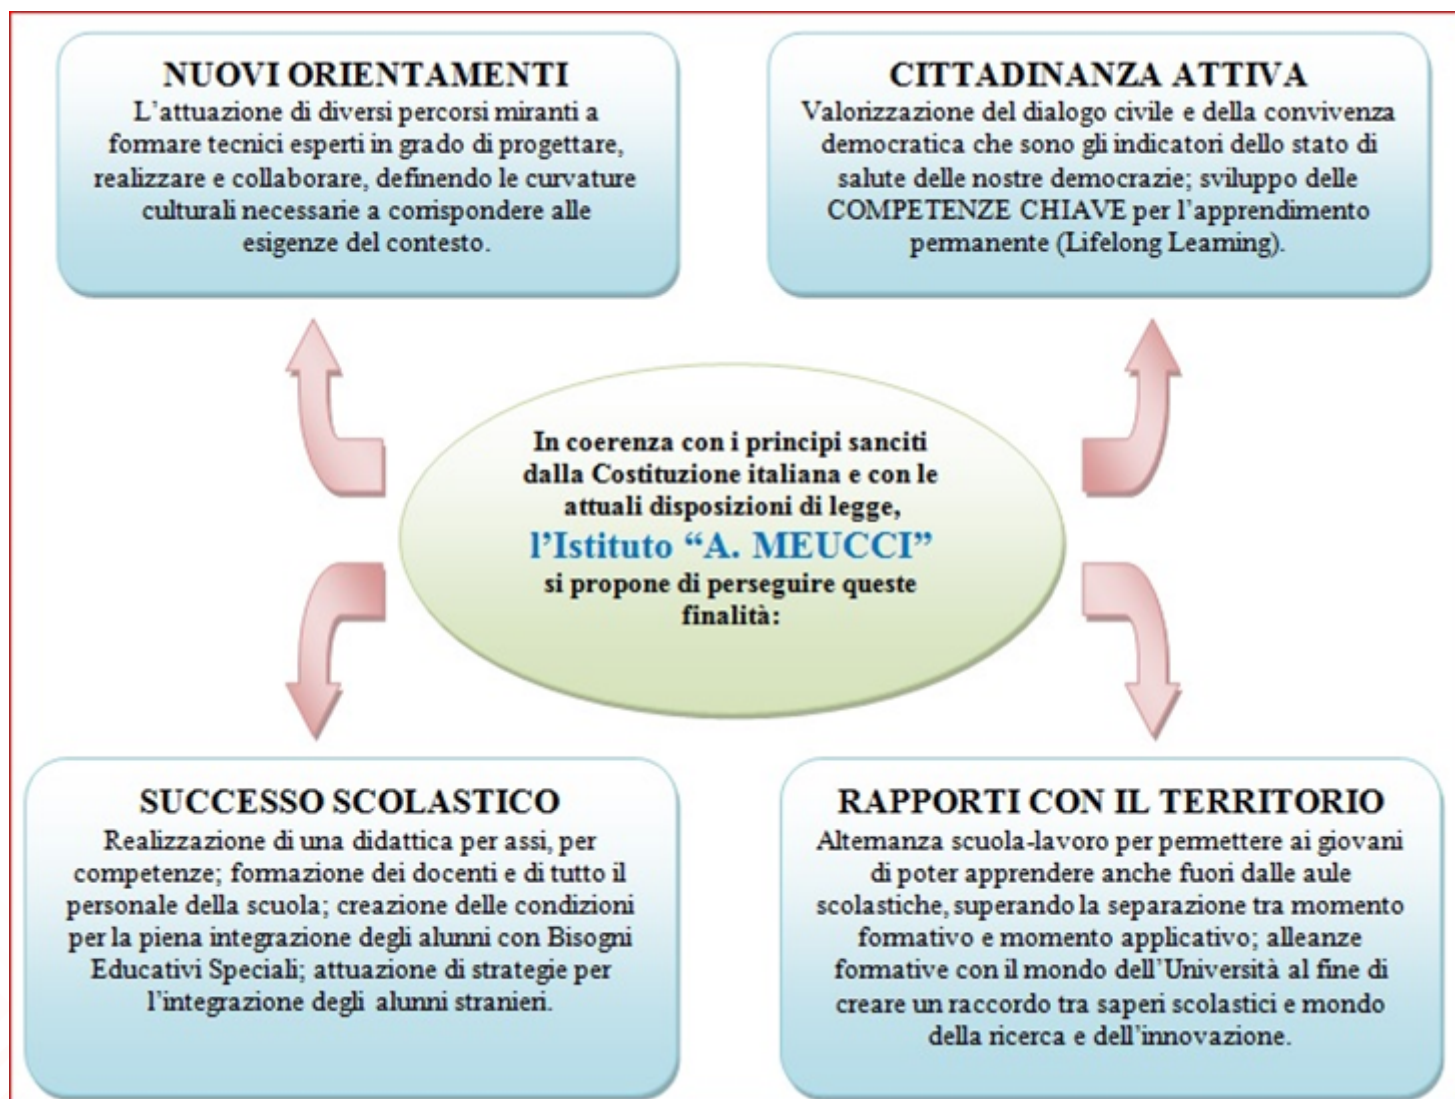 NUOVI ORIENTAMENTI
L'attuazione di diversi percorsi miranti a
formare tecnici esperti in grado di progettare,
realizzare e collaborare, definendo le curvature
culturali necessarie a corrispondere alle
esigenze del contesto.
CITTADINANZA ATTIVA
Valorizzazione del dialogo civile e della convivenza
democratica che sono gli indicatori dello stato di
salute delle nostre democrazie; sviluppo delle
COMPETENZE CHIAVE per l'apprendimento
permanente (Lifelong Learning).
In coerenza con i principi sanciti
dalla Costituzione italiana e con le
attuali disposizioni di legge,
l'Istituto “A. MEUCCI”
si propone di perseguire queste
finalità:
SUCCESSO SCOLASTICO
Realizzazione di una didattica per assi, per
competenze; formazione dei docenti e di tutto il
personale della scuola; creazione delle condizioni
per la piena integrazione degli alunni con Bisogni
Educativi Speciali; attuazione di strategie per
l'integrazione degli alunni stranieri.
RAPPORTI CON IL TERRITORIO
Alternanza scuola-lavoro per permettere ai giovani
di poter apprendere anche fuori dalle aule
scolastiche, superando la separazione tra momento
formativo e momento applicativo; alleanze
formative con il mondo dell'Università al fine di
creare un raccordo tra saperi scolastici e mondo
della ricerca e dell'innovazione.